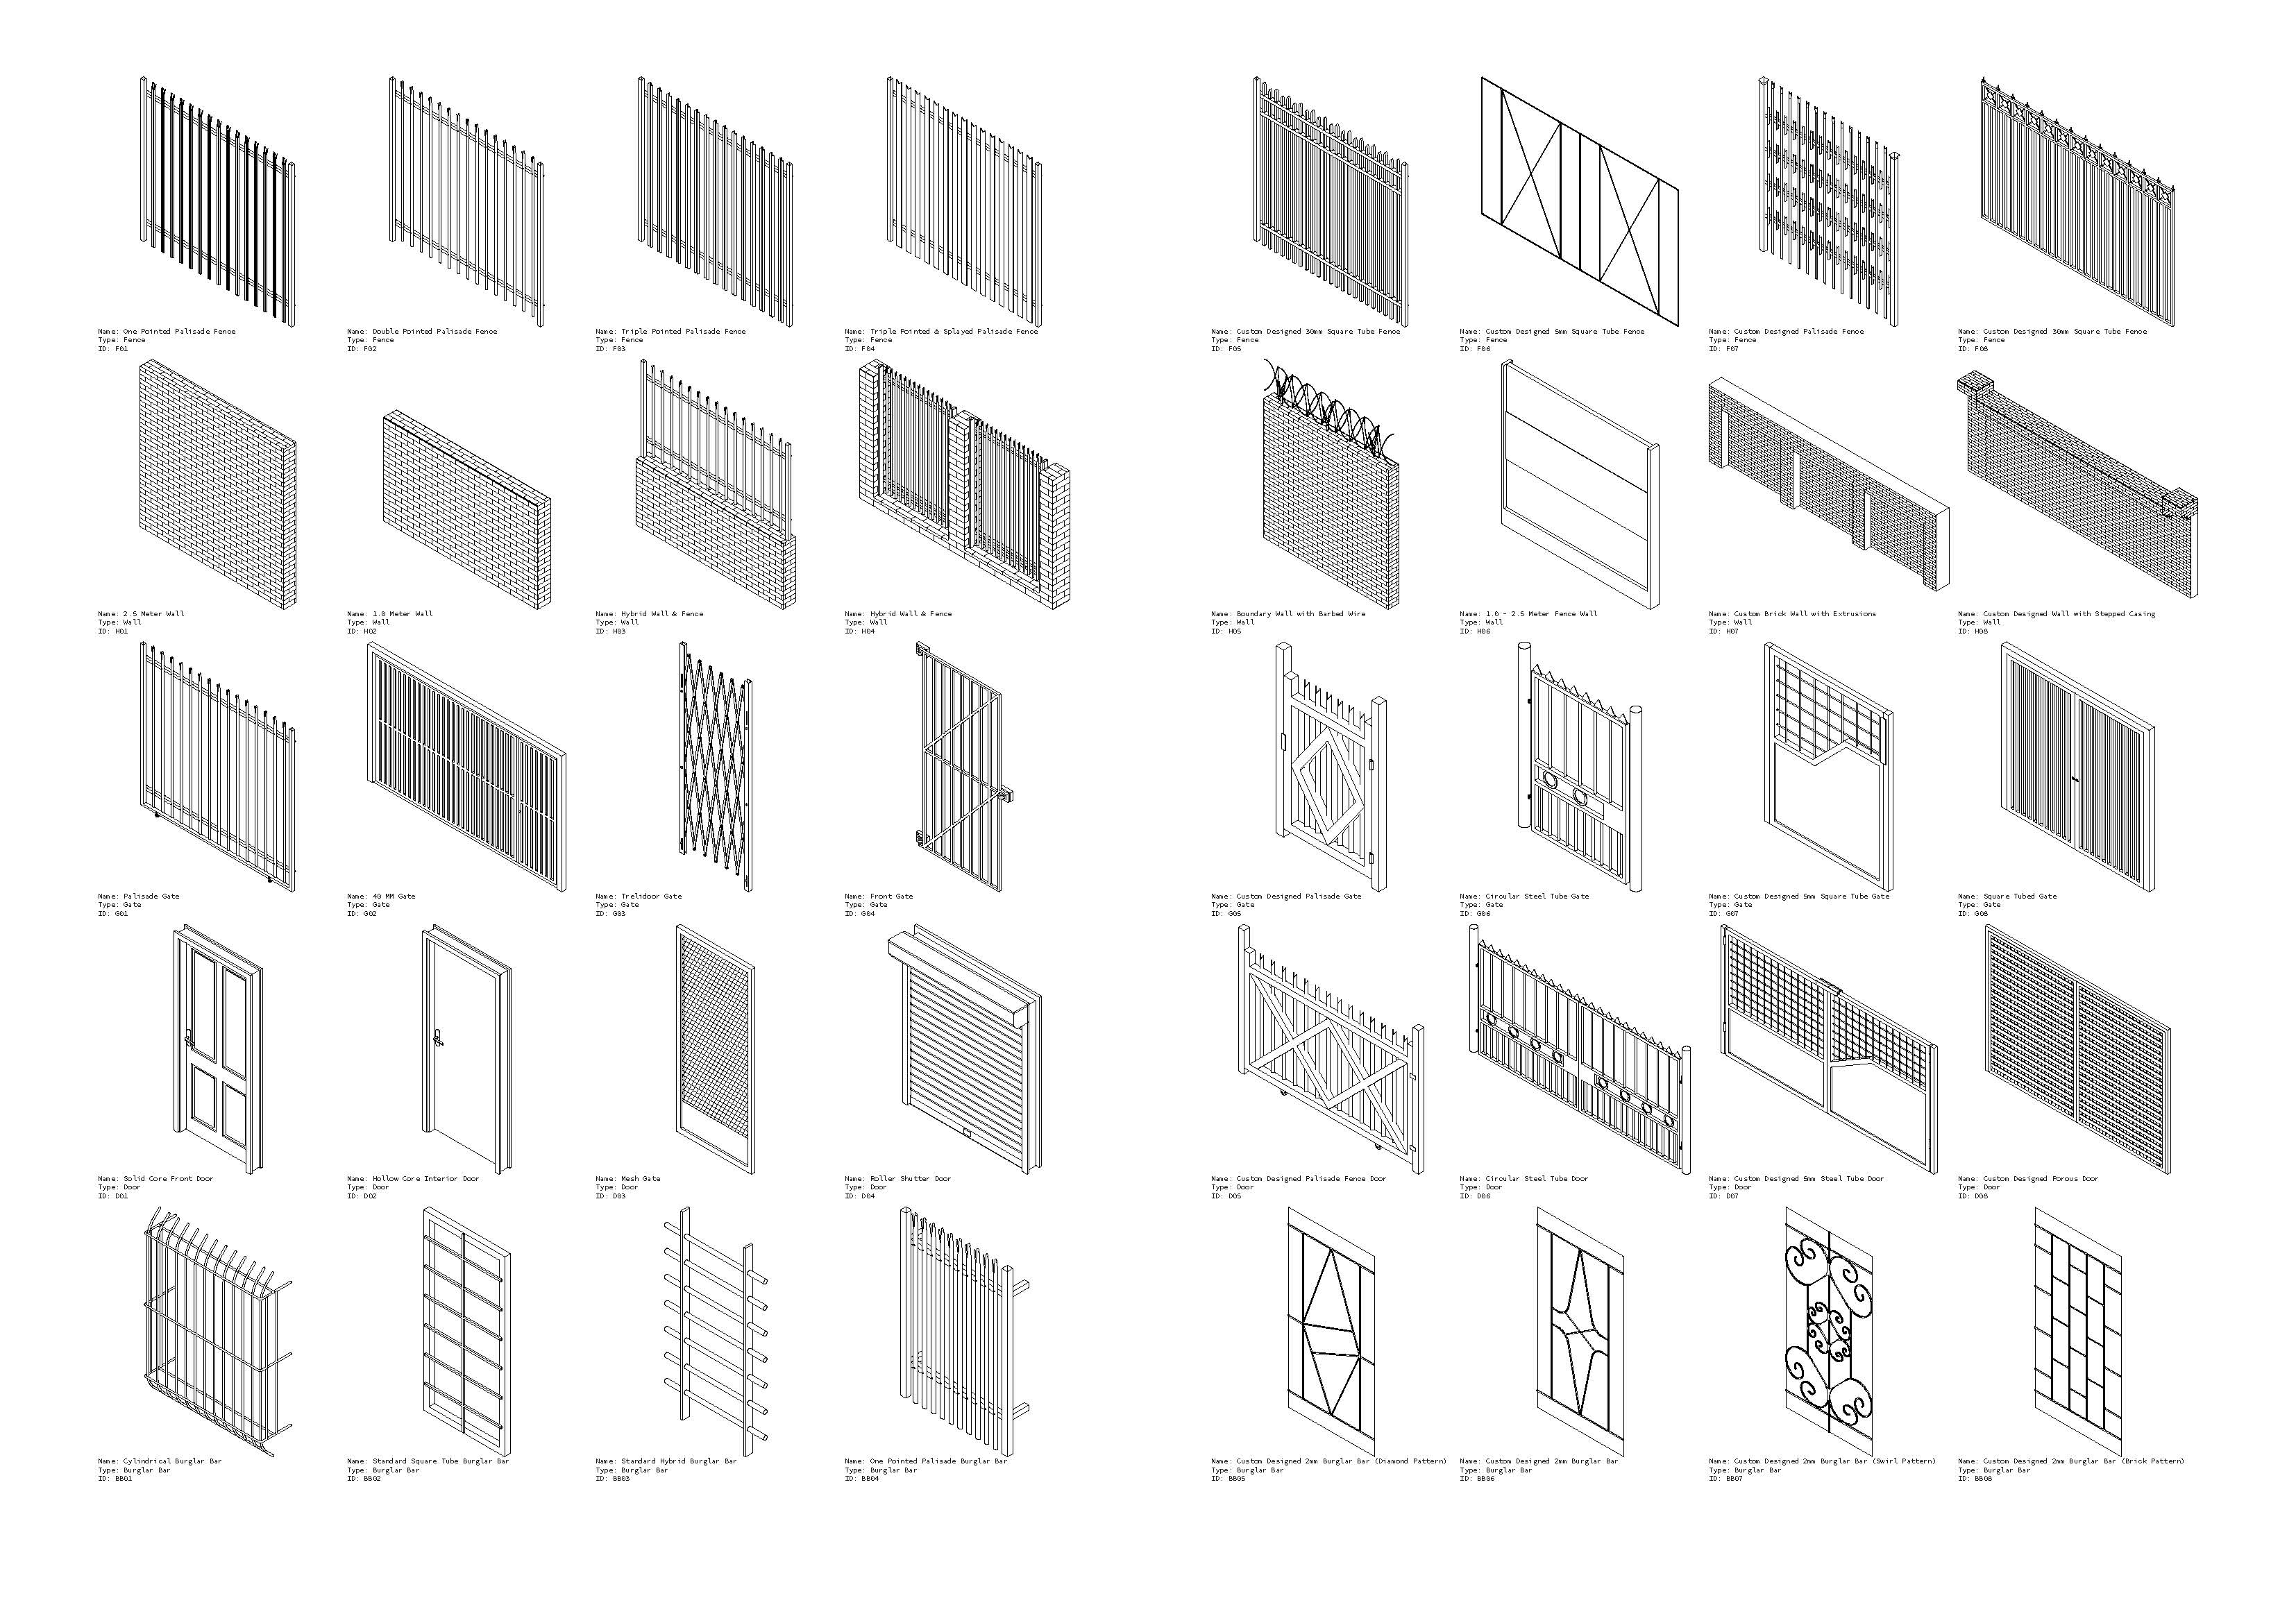 Name: One Pointed Palisade Fence
Type: Fence
ID: F01
Name: Double Pointed Palisade Fence
Type: Fence
ID: F02
Name: Triple Pointed Palisade Fence
Type: Fence
ID: F03
Name: Triple Pointed & Splayed Palisade Fence
Type: Fence
ID: F04
Name: Custom Designed 30mm Square Tube Fence
Type: Fence
ID: F05
Name: Custom Designed 5mm Square Tube Fence
Type: Fence
ID: F06
Name: Custom Designed Palisade Fence
Type: Fence
ID: F07
Name: Custom Designed 30mm Square Tube Fence
Type: Fence
ID: F08
Name: 2.5 Meter Wall
Type: Wall
ID: H01
Name: 1.0 Meter Wall
Type: Wall
ID: H02
Name: Hybrid Wall & Fence
Type: Wall
ID: H03
Name: Hybrid Wall & Fence
Type: Wall
ID: H04
Name: Boundary Wall with Barbed Wire
Type: Wall
ID: H05
Name: 1.0 - 2.5 Meter Fence Wall
Type: Wall
ID: H06
Name: Custom Brick Wall with Extrusions
Type: Wall
ID: H07
Name: Custom Designed Wall with Stepped Casing
Type: Wall
ID: H08
Name: Palisade Gate
Type: Gate
ID: G01
Name: 40 MM Gate
Type: Gate
ID: G02
Name: Trelidoor Gate
Type: Gate
ID: G03
Name: Front Gate
Type: Gate
ID: G04
Name: Custom Designed Palisade Gate
Type: Gate
ID: G05
Name: Circular Steel Tube Gate
Type: Gate
ID: G06
Name: Custom Designed 5mm Square Tube Gate
Type: Gate
ID: G07
Name: Square Tubed Gate
Type: Gate
ID: G08
Name: Solid Core Front Door
Type: Door
ID: D01
Name: Hollow Core Interior Door
Type: Door
ID: D02
Name: Mesh Gate
Type: Door
ID: D03
Name: Roller Shutter Door
Type: Door
ID: D04
Name: Custom Designed Palisade Fence Door
Type: Door
ID: D05
Name: Circular Steel Tube Door
Type: Door
ID: D06
Name: Custom Designed 5mm Steel Tube Door
Type: Door
ID: D07
Name: Custom Designed Porous Door
Type: Door
ID: D08
Name: Cylindrical Burglar Bar
Type: Burglar Bar
ID: BB01
Name: Standard Square Tube Burglar Bar
Type: Burglar Bar
ID: BB02
Name: Standard Hybrid Burglar Bar
Type: Burglar Bar
ID: BB03
Name: One Pointed Palisade Burglar Bar
Type: Burglar Bar
ID: BB04
Name: Custom Designed 2mm Burglar Bar (Diamond Pattern)
Type: Burglar Bar
ID: BB05
Name: Custom Designed 2mm Burglar Bar
Type: Burglar Bar
ID: BB06
Name: Custom Designed 2mm Burglar Bar (Swirl Pattern)
Type: Burglar Bar
ID: BB07
Name: Custom Designed 2mm Burglar Bar (Brick Pattern)
Type: Burglar Bar
ID: BB08